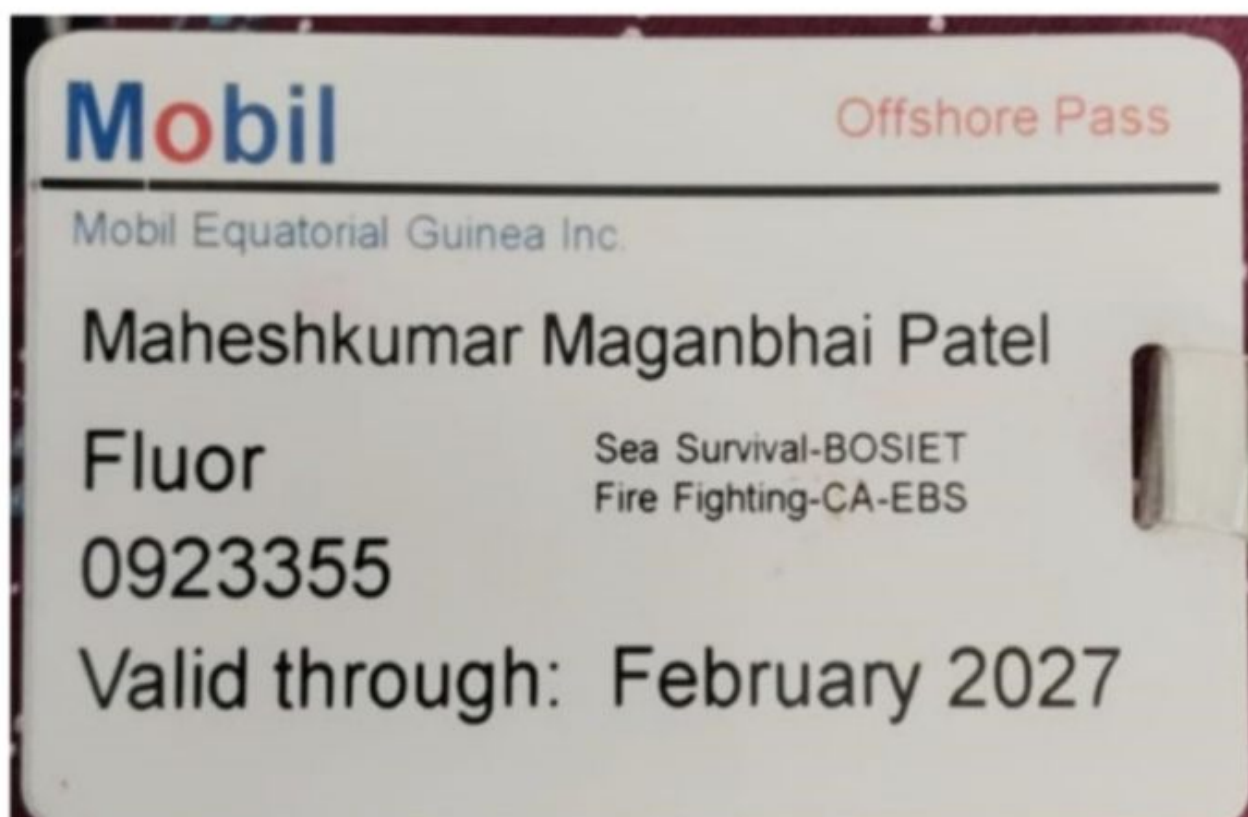 Mobil
Offshore Pass
Mobil Equatorial Guinea Inc.
Maheshkumar Maganbhai Patel
Fluor
Sea Survival-BOSIET
Fire Fighting-CA-EBS
0923355
Valid through: February 2027